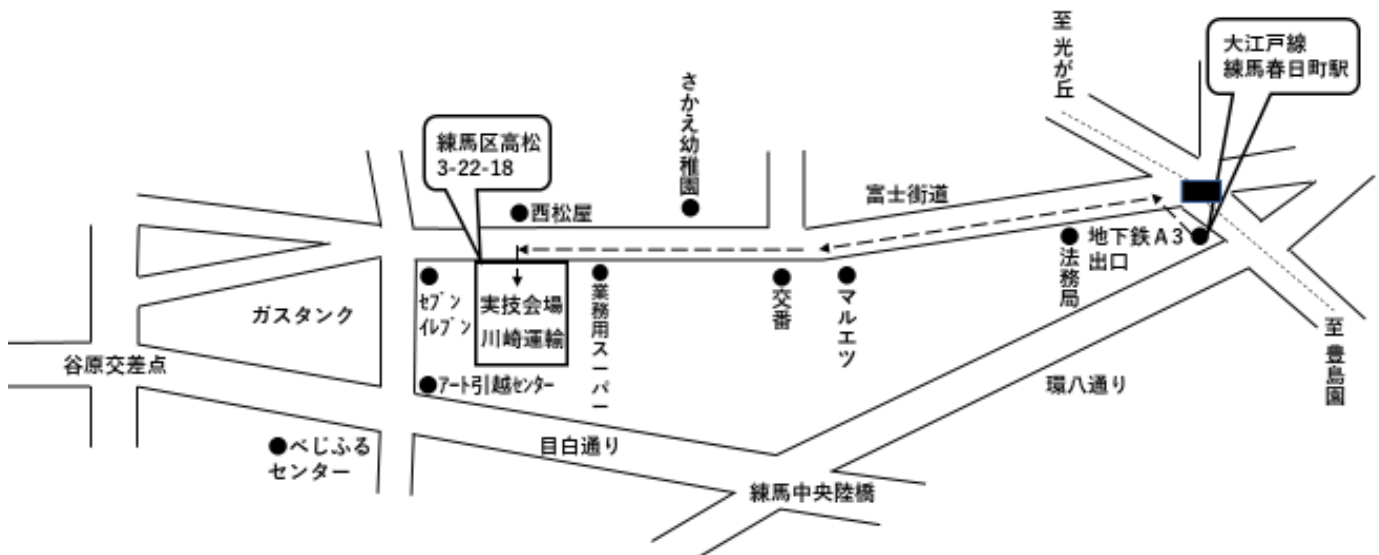 至 光が丘
大江戸線
練馬春日町駅
さかえ幼稚園
練馬区高松
3-22-18
●西松屋
富士街道
地下鉄A3
出口
法務局
セブン
イレブン
実技会場
川崎運輸
業務用スーパー
交番
マルエツ
ガスタンク
谷原交差点
至 豊島園
●アート引越センター
環八通り
●べじふる
センター
目白通り
練馬中央陸橋